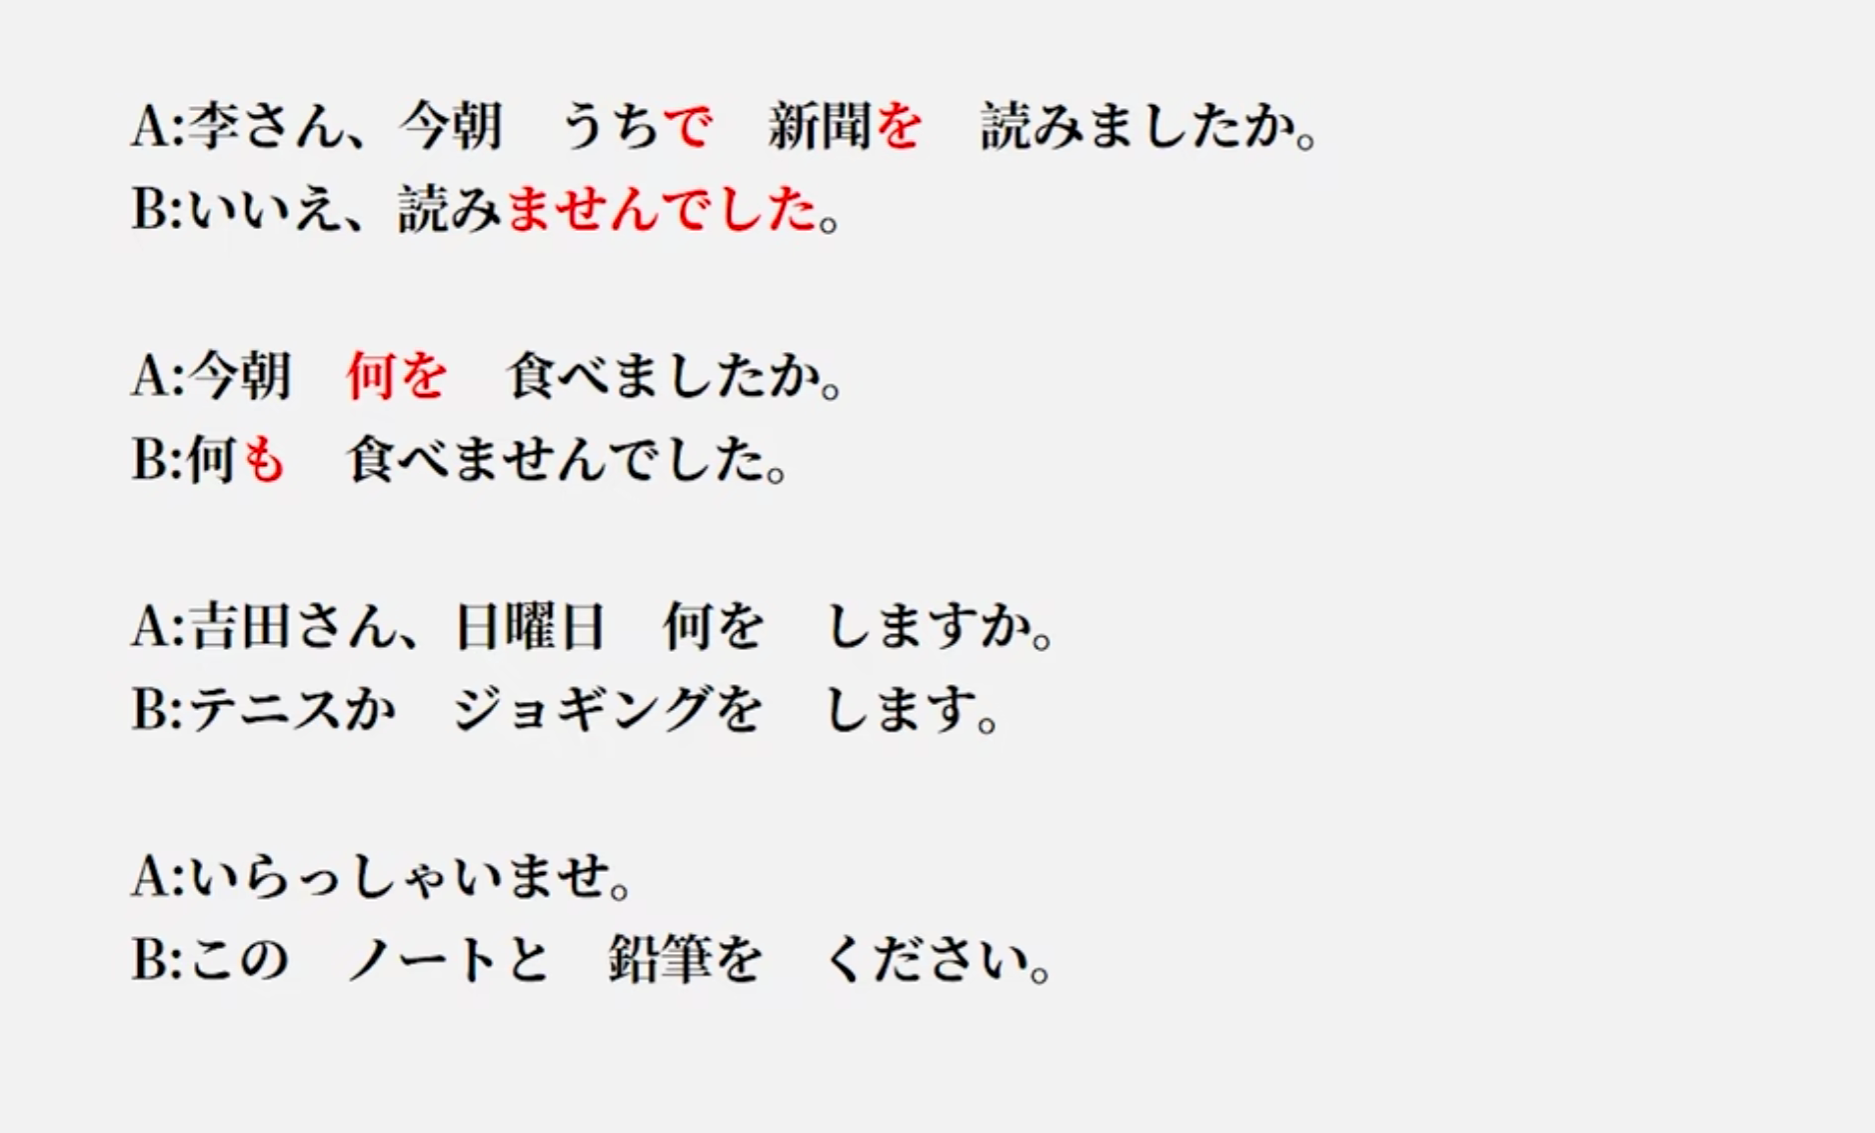 A:李さん、今朝　うちで　新聞を　読みましたか。
B:いいえ、読みませんでした。
A:今朝　何を　食べましたか。
B:何も　食べませんでした。
A:吉田さん、日曜日　何を　しますか。
B:テニスか　ジョギングを　します。
A:いらっしゃいませ。
B:この　ノートと　鉛筆を　ください。